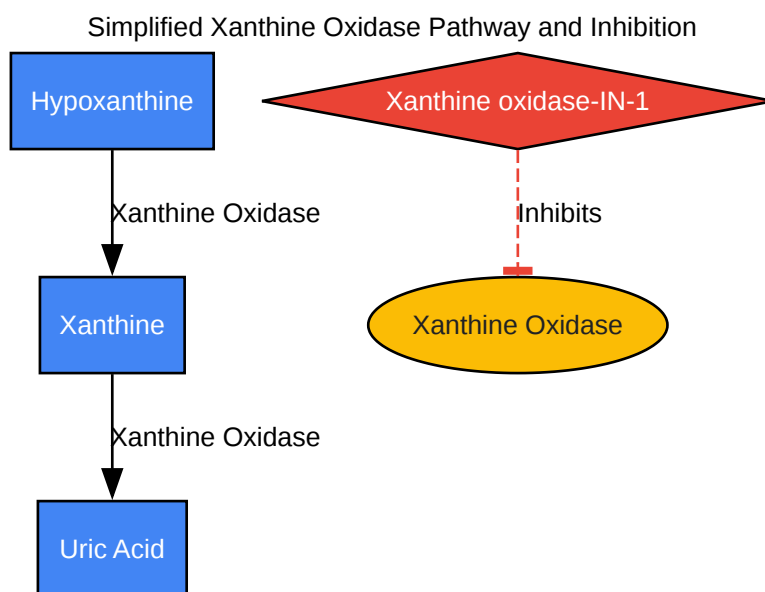 Simplified Xanthine Oxidase Pathway and Inhibition
Hypoxanthine
Xanthine oxidase-IN-1
Xanthine Oxidase
Inhibits
Xanthine
Xanthine Oxidase
Xanthine Oxidase
Uric Acid